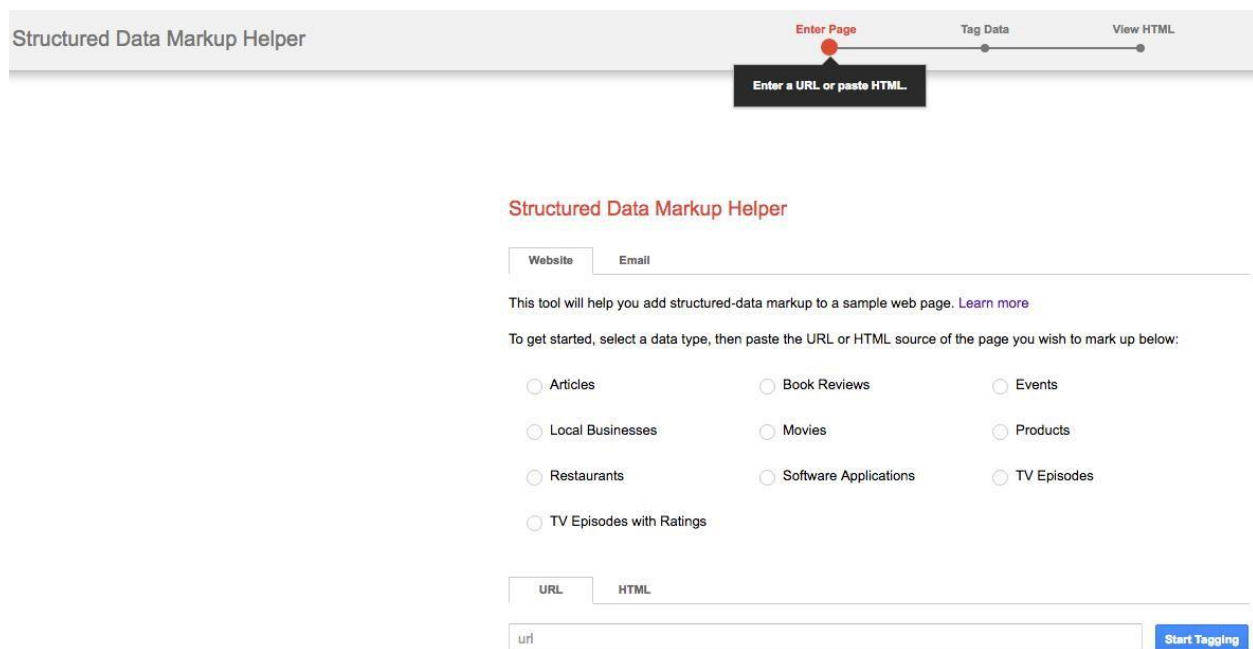 Structured Data Markup Helper
Enter Page Tag Data View HTML
Enter a URL or paste HTML.
Structured Data Markup Helper
Website Email
This tool will help you add structured-data markup to a sample web page. Learn more
To get started, select a data type, then paste the URL or HTML source of the page you wish to mark up below:
Articles Book Reviews Events
Local Businesses Movies Products
Restaurants Software Applications TV Episodes
TV Episodes with Ratings
URL HTML
url Start Tagging